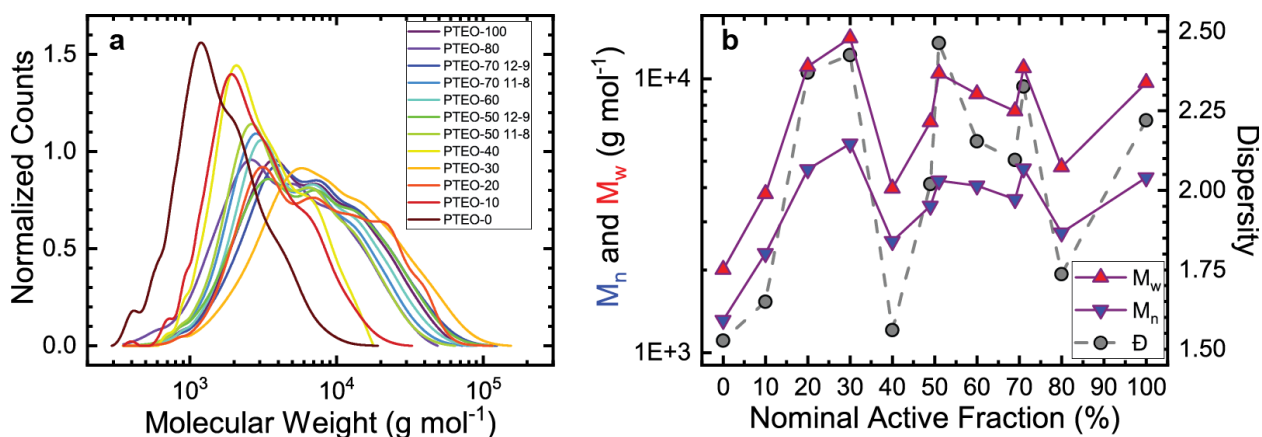 a
Normalized Counts
1.5
1.0
0.5
0.0
10³
10⁴
10⁵
Molecular Weight (g mol⁻¹)
PTEO-100
PTEO-80
PTEO-70 12-9
PTEO-70 11-8
PTEO-60
PTEO-50 12-9
PTEO-50 11-8
PTEO-40
PTEO-30
PTEO-20
PTEO-10
PTEO-0
b
Mₙ and M_w (g mol⁻¹)
1E+4
1E+3
0 10 20 30 40 50 60 70 80 90 100
Nominal Active Fraction (%)
2.50
2.25
2.00
1.75
1.50
Dispersity
M_w
Mₙ
Đ